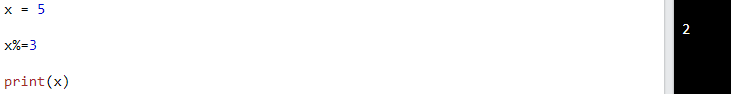 x = 5
x%=3
print(x)
2